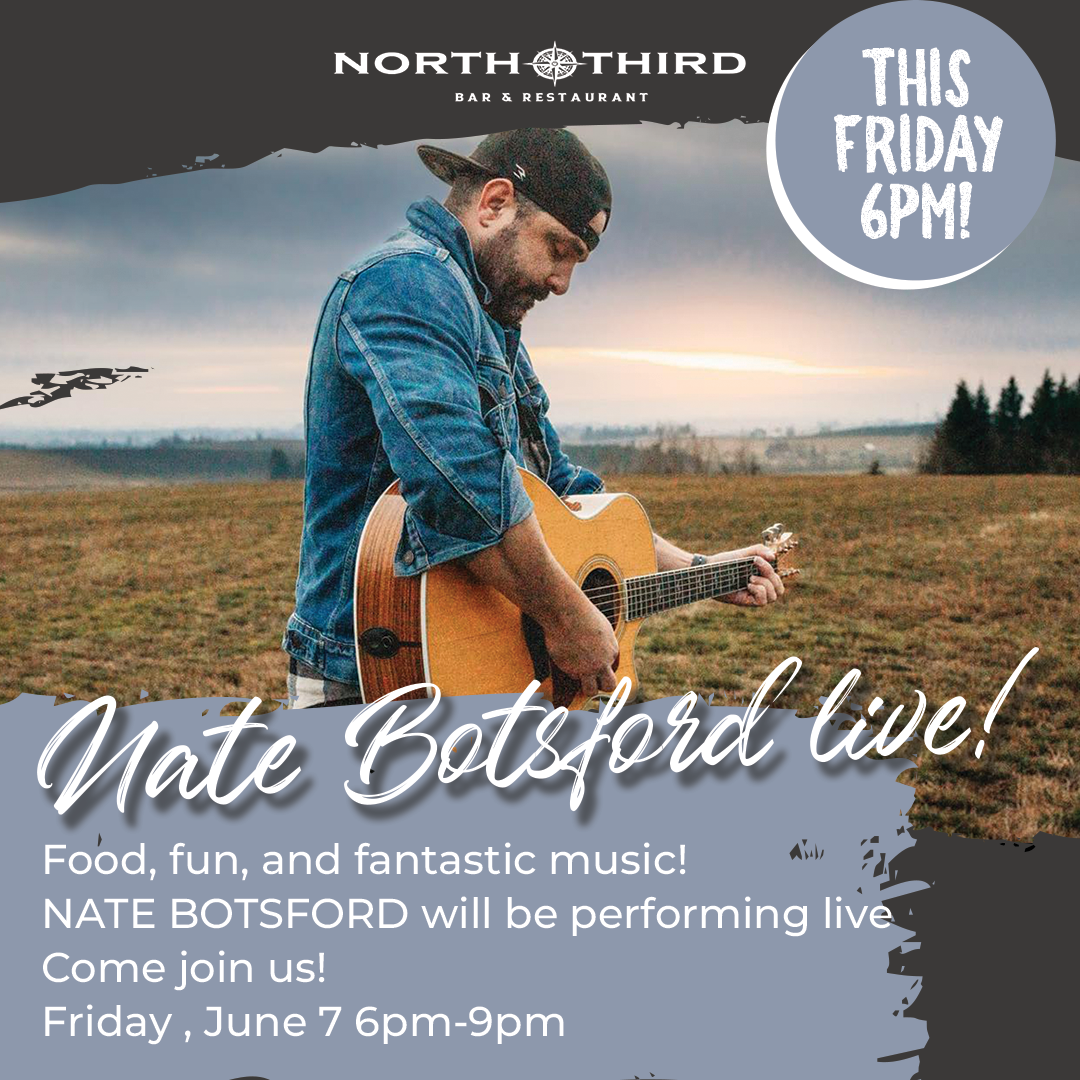 NORTH THIRD
BAR & RESTAURANT
THIS
FRIDAY
6PM!
Nate Botsford live!
Food, fun, and fantastic music!
NATE BOTSFORD will be performing live
Come join us!
Friday , June 7 6pm-9pm